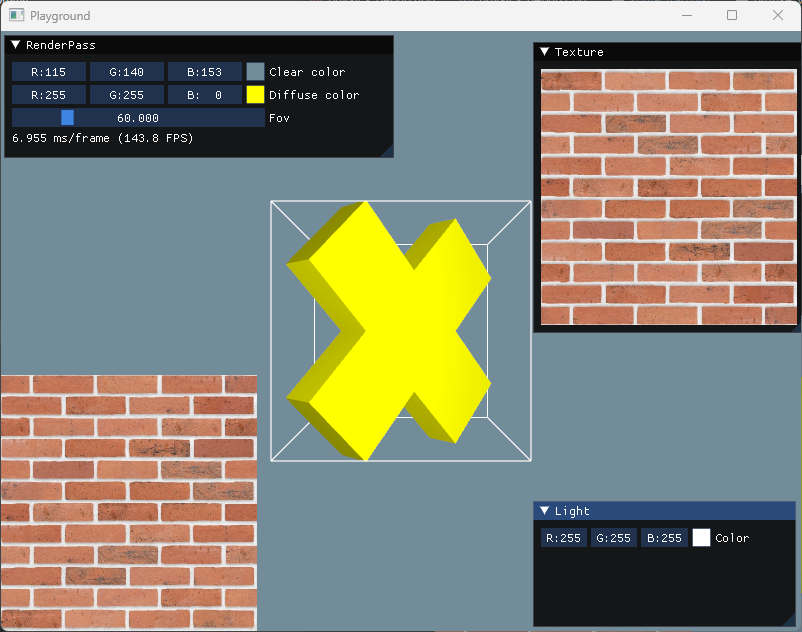 Playground
RenderPass
R:115 G:140 B:153 Clear color
R:255 G:255 B: 0 Diffuse color
60.000 Fov
6.955 ms/frame (143.8 FPS)
Texture
Light
R:255 G:255 B:255 Color